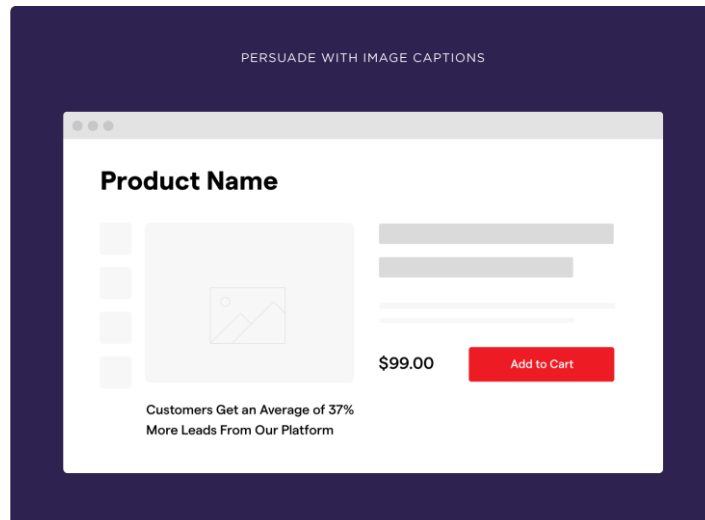 PERSUADE WITH IMAGE CAPTIONS
Product Name
$99.00
Add to Cart
Customers Get an Average of 37%
More Leads From Our Platform